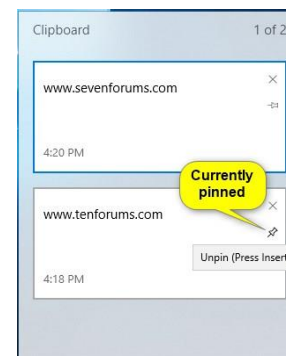 Clipboard 1 of 2
www.sevenforums.com
4:20 PM
Currently
pinned
www.tenforums.com
Unpin (Press Insert
4:18 PM